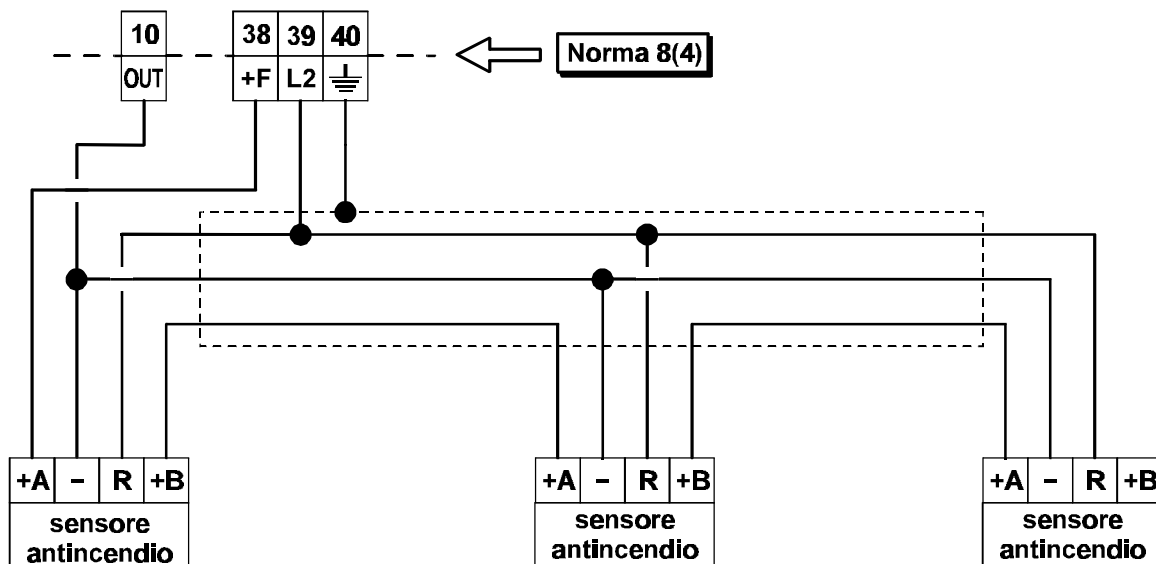 10 38 39 40
OUT +F L2
Norma 8(4)
+A - R +B +A - R +B +A - R +B
sensore sensore sensore
antincendio antincendio antincendio